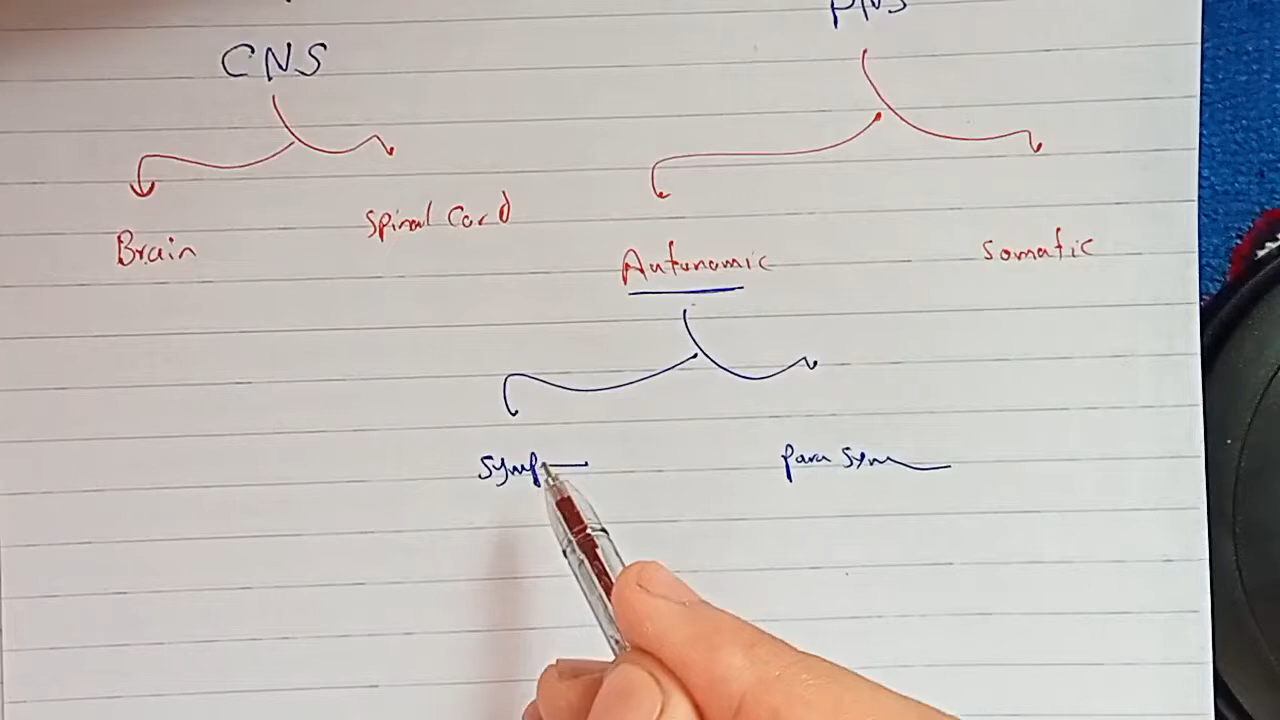 CNS
PNS
Brain
Spinal Cord
Autonomic
Somatic
Symp
Para Sym